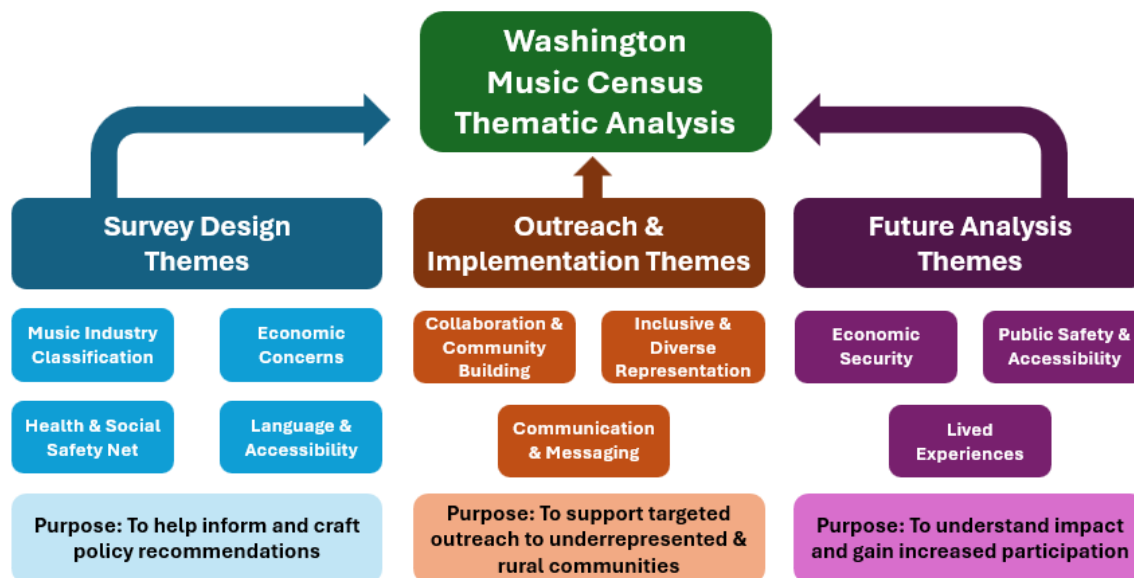 Washington
Music Census
Thematic Analysis
Survey Design
Themes
Outreach &
Implementation Themes
Future Analysis
Themes
Music Industry
Classification
Economic
Concerns
Health & Social
Safety Net
Language &
Accessibility
Collaboration &
Community
Building
Inclusive &
Diverse
Representation
Communication
& Messaging
Economic
Security
Public Safety &
Accessibility
Lived
Experiences
Purpose: To help inform and craft
policy recommendations
Purpose: To support targeted
outreach to underrepresented &
rural communities
Purpose: To understand impact
and gain increased participation